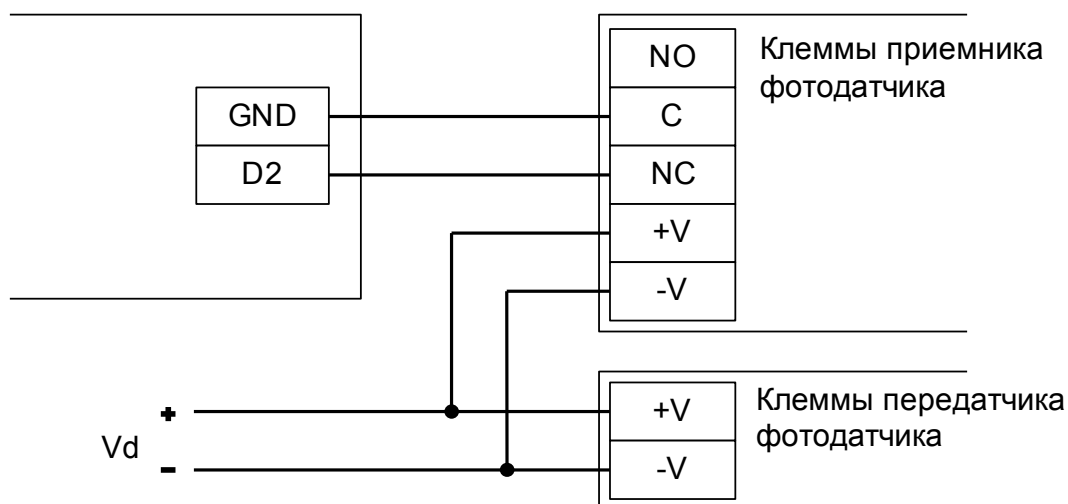 GND
D2
NO
C
NC
+V
-V
Клеммы приемника
фотодатчика
+
Vd
-
+V
-V
Клеммы передатчика
фотодатчика